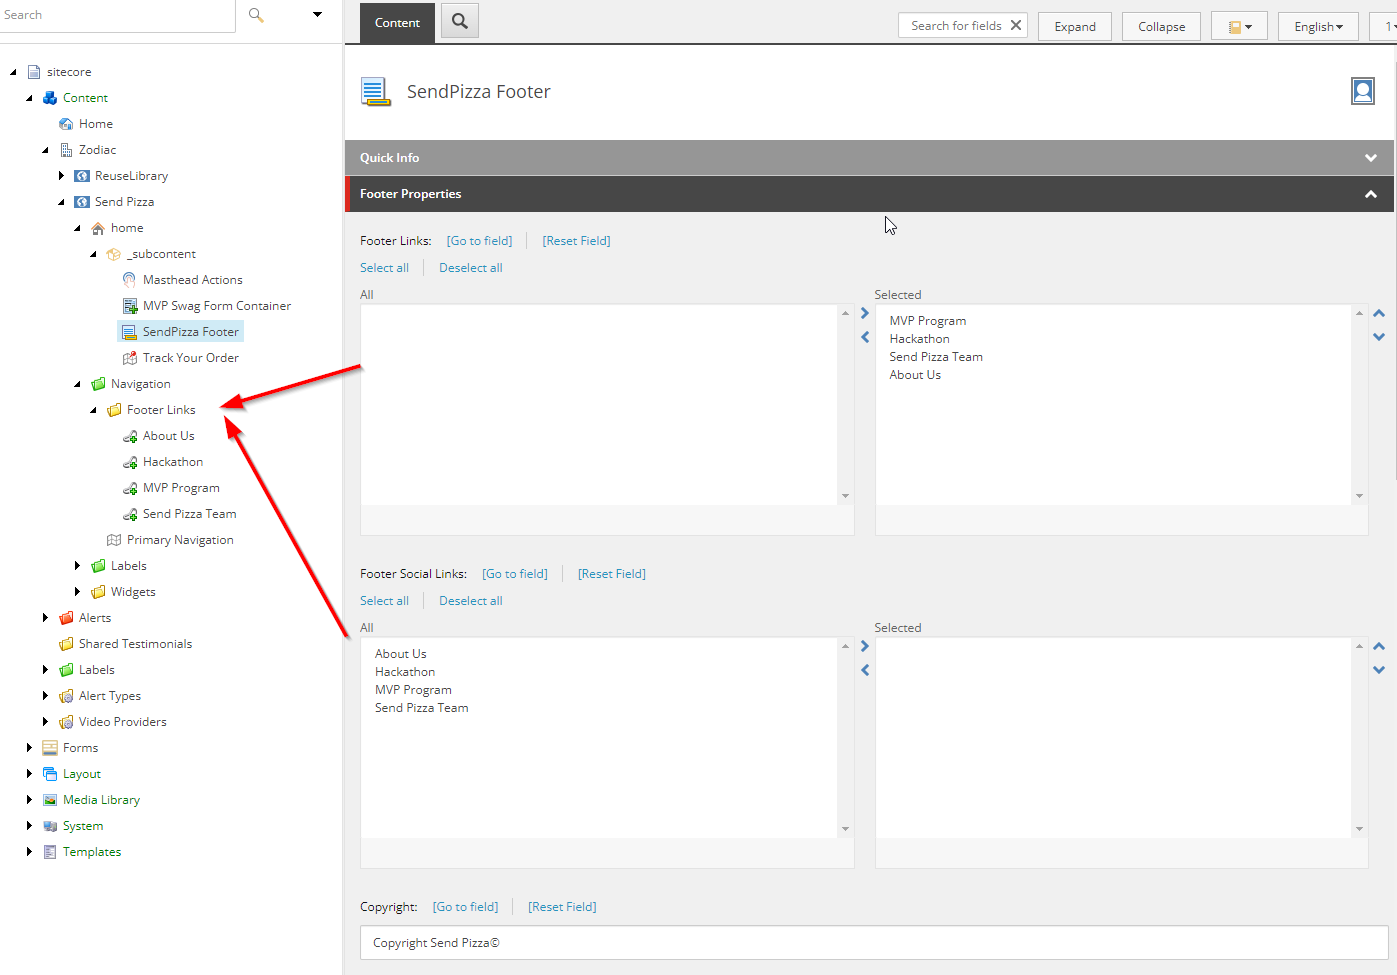 Search
sitecore
Content
Home
Zodiac
ReuseLibrary
Send Pizza
home
_subcontent
Masthead Actions
MVP Swag Form Container
SendPizza Footer
Track Your Order
Navigation
Footer Links
About Us
Hackathon
MVP Program
Send Pizza Team
Primary Navigation
Labels
Widgets
Alerts
Shared Testimonials
Labels
Alert Types
Video Providers
Forms
Layout
Media Library
System
Templates
Content Search for fields Expand Collapse English 1
SendPizza Footer
Quick Info
Footer Properties
Footer Links: [Go to field] [Reset Field]
Select all Deselect all
All
Selected
MVP Program
Hackathon
Send Pizza Team
About Us
Footer Social Links: [Go to field] [Reset Field]
Select all Deselect all
All
About Us
Hackathon
MVP Program
Send Pizza Team
Selected
Copyright: [Go to field] [Reset Field]
Copyright Send Pizza©